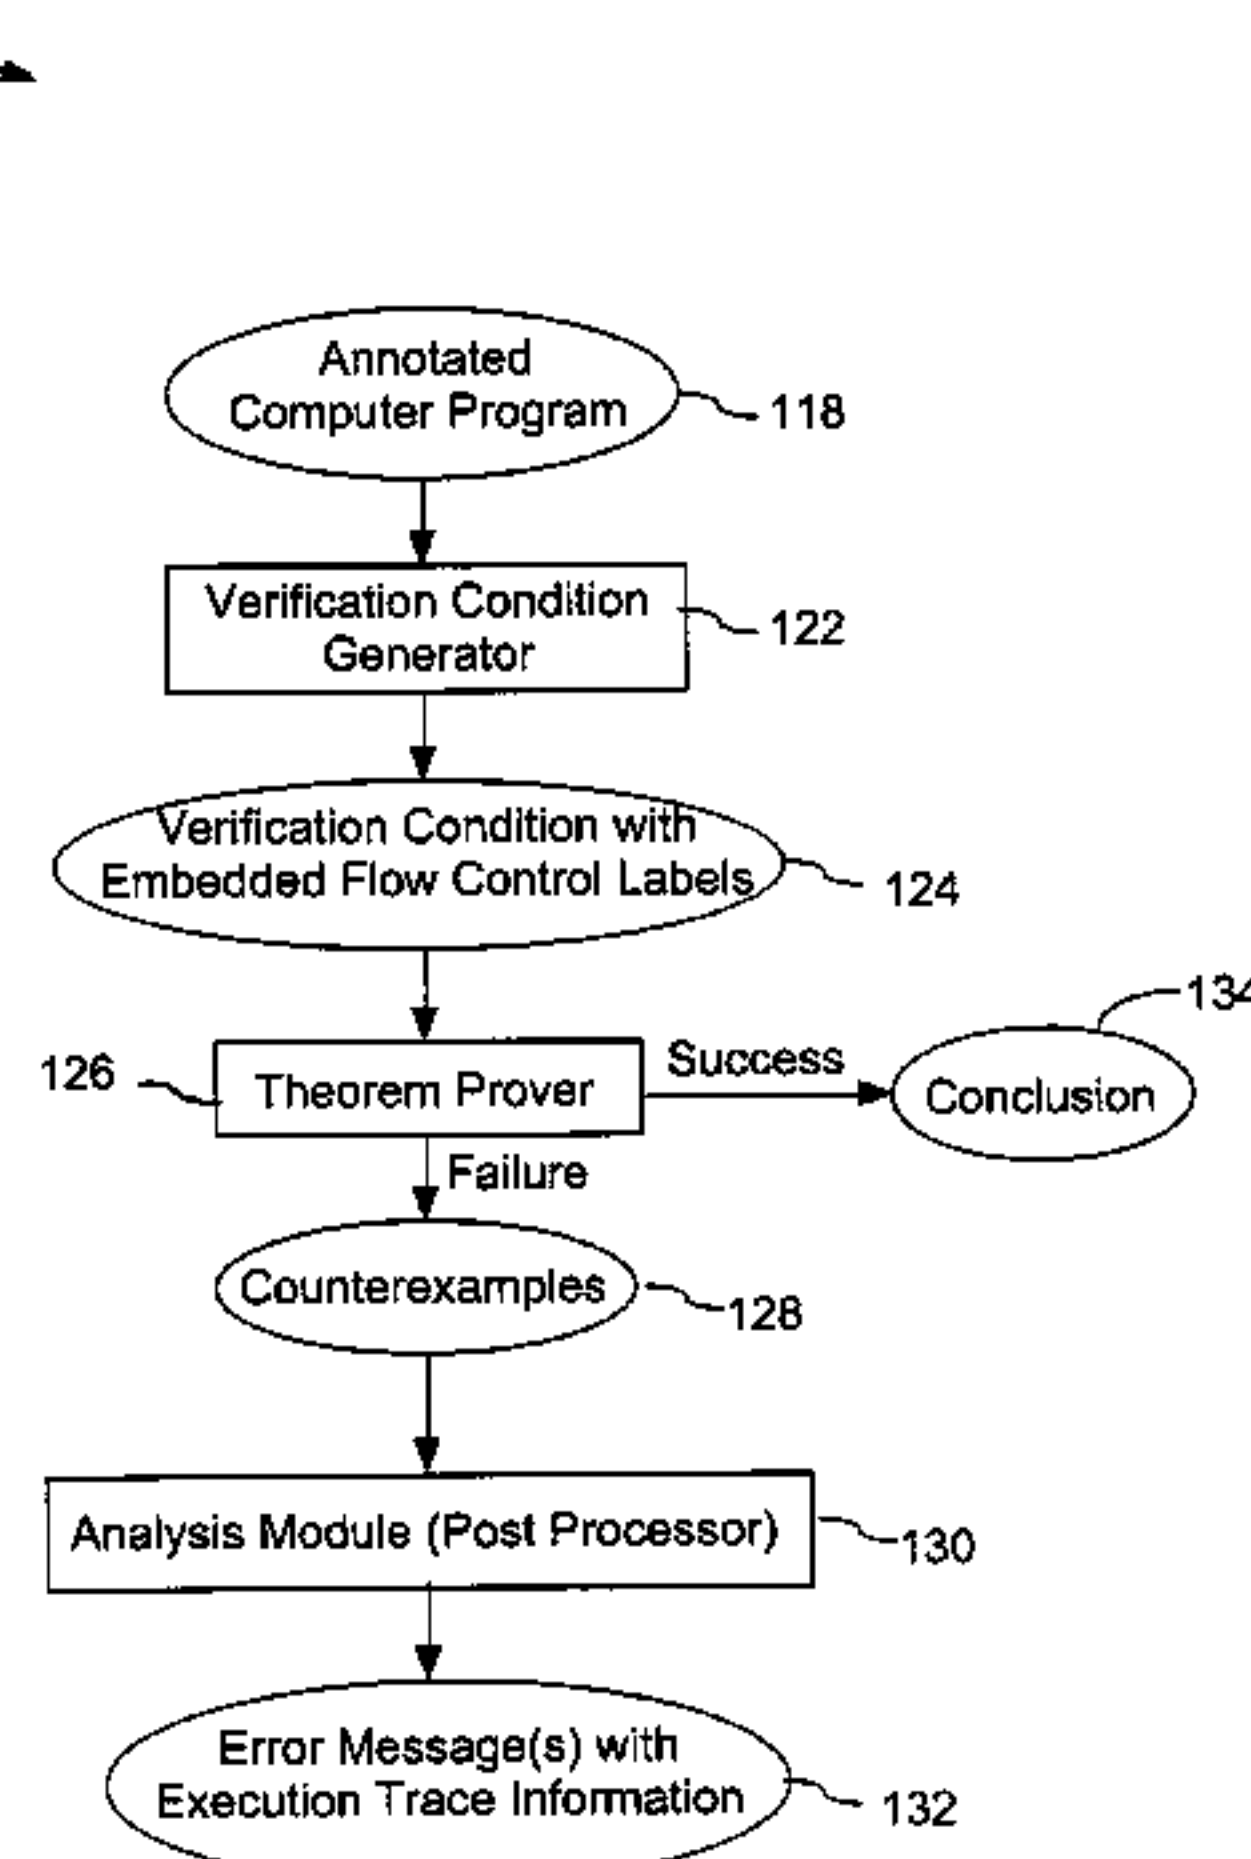 Annotated
Computer Program
118
Verification Condition
Generator
122
Verification Condition with
Embedded Flow Control Labels
124
134
126
Theorem Prover
Success
Conclusion
Failure
Counterexamples
128
Analysis Module (Post Processor)
130
Error Message(s) with
Execution Trace Information
132